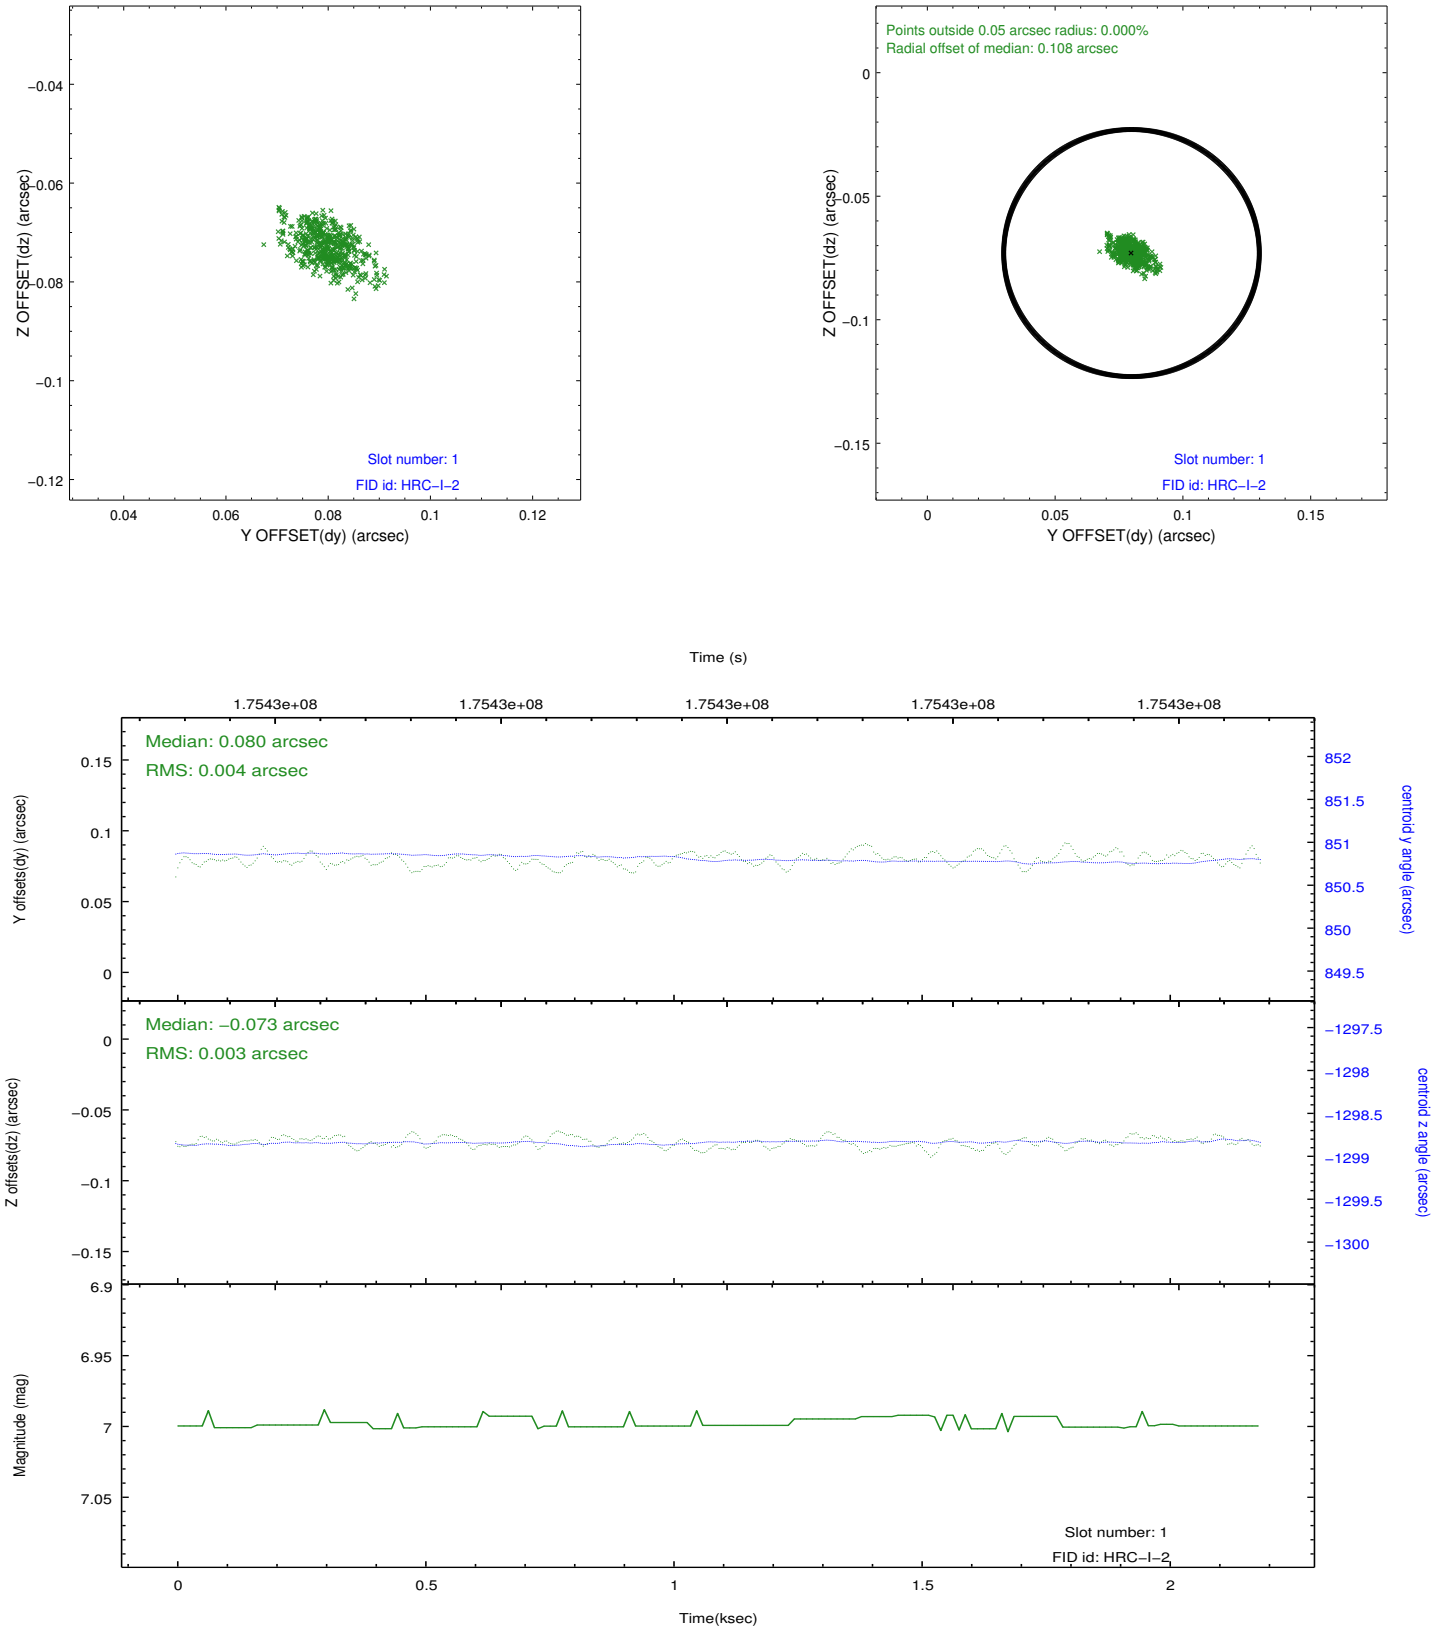 −0.04
−0.06
−0.08
−0.1
−0.12
Z OFFSET(dz) (arcsec)
Slot number: 1
FID id: HRC−I−2
0.04
0.06
0.08
0.1
0.12
Y OFFSET(dy) (arcsec)
Points outside 0.05 arcsec radius: 0.000%
Radial offset of median: 0.108 arcsec
0
−0.05
−0.1
−0.15
Z OFFSET(dz) (arcsec)
Slot number: 1
FID id: HRC−I−2
0
0.05
0.1
0.15
Y OFFSET(dy) (arcsec)
Time (s)
1.7543e+08
1.7543e+08
1.7543e+08
1.7543e+08
1.7543e+08
Median: 0.080 arcsec
RMS: 0.004 arcsec
0.15
0.1
0.05
0
Y offsets(dy) (arcsec)
852
851.5
851
850.5
850
849.5
centroid y angle (arcsec)
Median: −0.073 arcsec
RMS: 0.003 arcsec
0
−0.05
−0.1
−0.15
Z offsets(dz) (arcsec)
−1297.5
−1298
−1298.5
−1299
−1299.5
−1300
centroid z angle (arcsec)
6.9
6.95
7
7.05
Magnitude (mag)
Slot number: 1
FID id: HRC−I−2
0
0.5
1
1.5
2
Time(ksec)